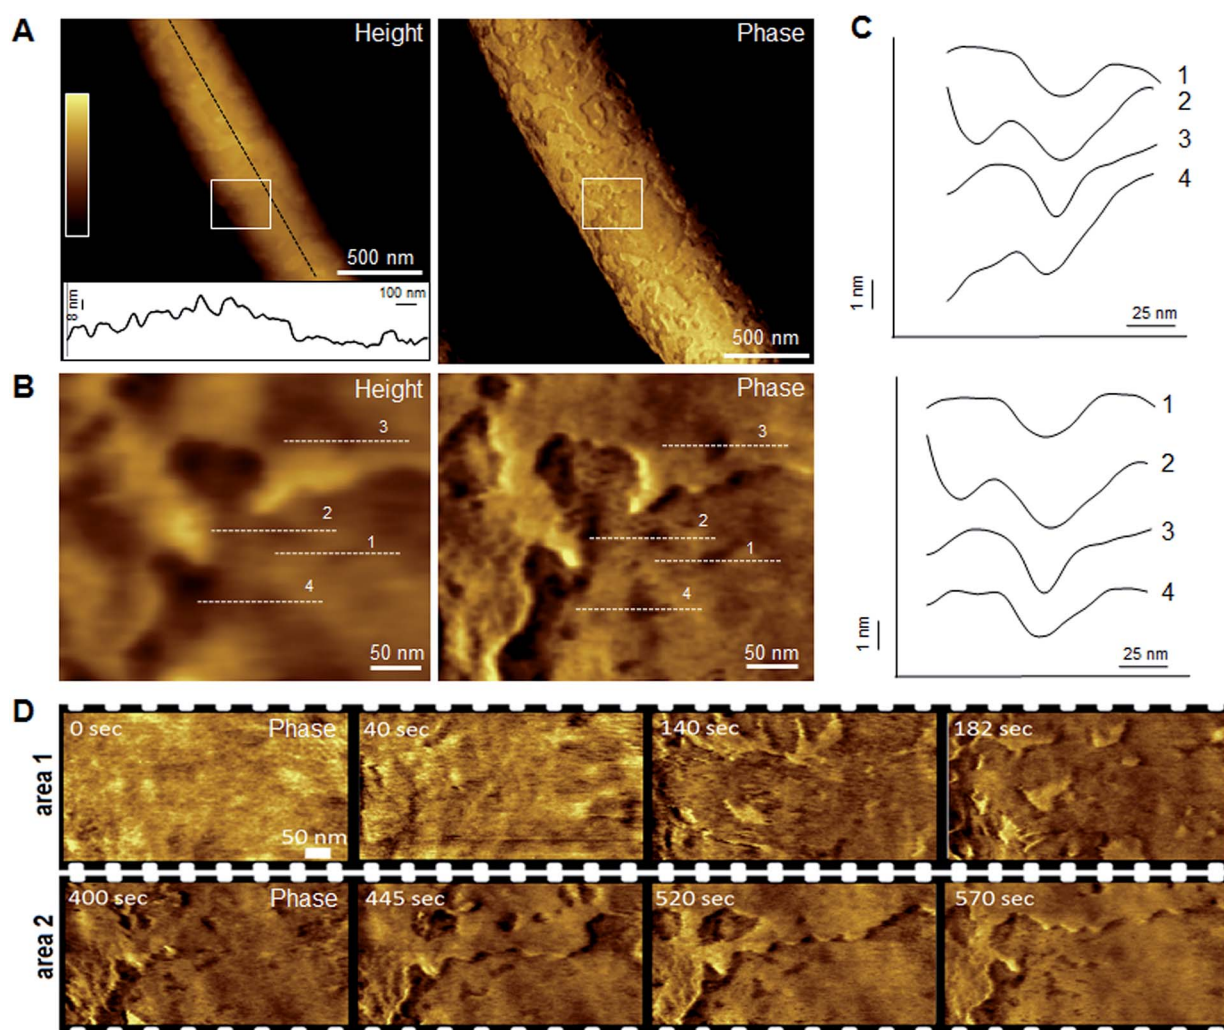 A
Height
500 nm
8 nm
100 nm
Phase
500 nm
C
1
2
3
4
1 nm
25 nm
B
Height
3
2
1
4
50 nm
Phase
3
2
1
4
50 nm
1
2
3
4
1 nm
25 nm
D
area 1
0 sec
Phase
50 nm
40 sec
140 sec
182 sec
area 2
400 sec
Phase
445 sec
520 sec
570 sec